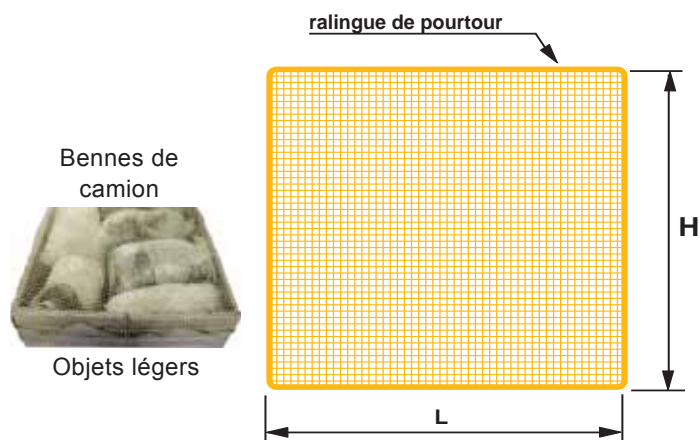 ralingue de pourtour
Bennes de
camion
Objets légers
H
L